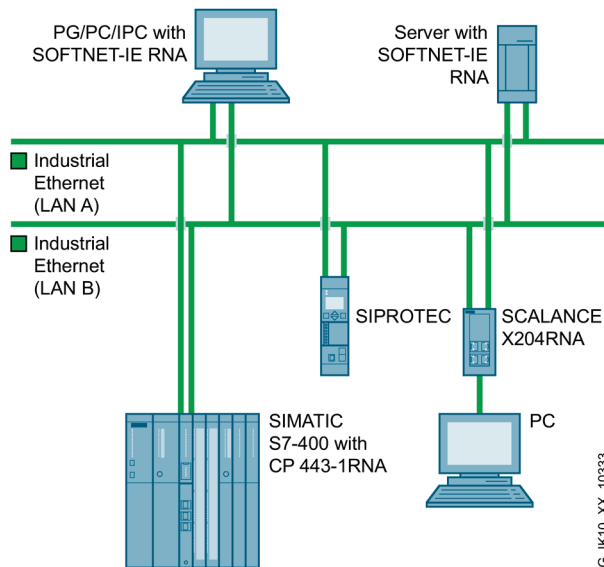 PG/PC/IPC with
SOFTNET-IE RNA
Server with
SOFTNET-IE
RNA
Industrial
Ethernet
(LAN A)
Industrial
Ethernet
(LAN B)
SIPROTEC
SCALANCE
X204RNA
SIMATIC
S7-400 with
CP 443-1RNA
PC
G_IK10_XX_10333